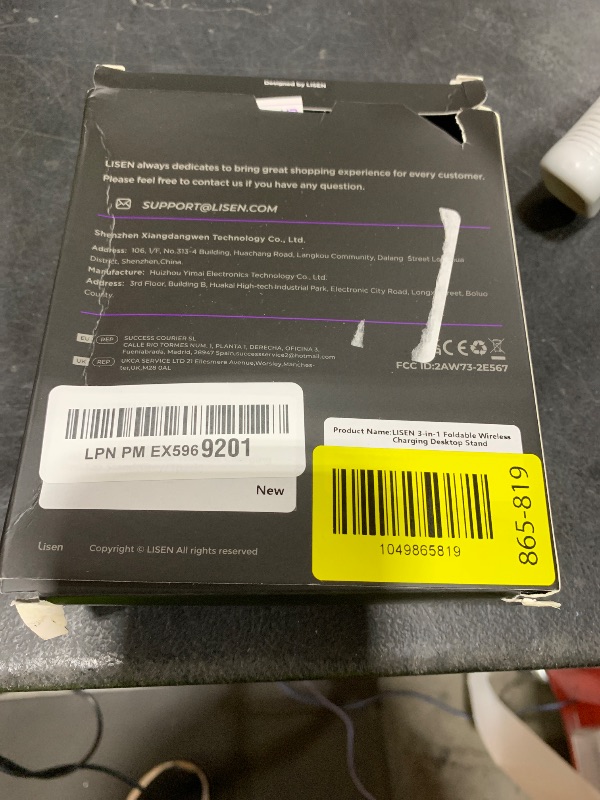 Designed by LISEN
LISEN always dedicates to bring great shopping experience for every customer.
Please feel free to contact us if you have any question.
SUPPORT@LISEN.COM
Shenzhen Xiangdangwen Technology Co., Ltd.
Address: 106, 1/F, No.313-4 Building, Huachang Road, Langkou Community, Dalang Street
District, Shenzhen,China.
Manufacture: Huizhou Yimai Electronics Technology Co., Ltd.
Address: 3rd Floor, Building B, Huakai High-tech Industrial Park, Electronic City Road, Street, Boluo
County.
EU REP SUCCESS COURIER SL
CALLE RIO TORMES NUM. 1, PLANTA 1, DERECHA, OFICINA 3,
Fuenlabrada, Madrid, 28947 Spain,successservice2@hotmail.com
UK REP UKCA SERVICE LTD 21 Ellesmere Avenue,Worsley,Manches-
ter,UK,M28 0AL
CE
FCC ID:2AW73-2E567
LPN PM EX596 9201
New
Product Name:LISEN 3-in-1 Foldable Wireless
Charging Desktop Stand
1049865819
865-819
Lisen Copyright © LISEN All rights reserved